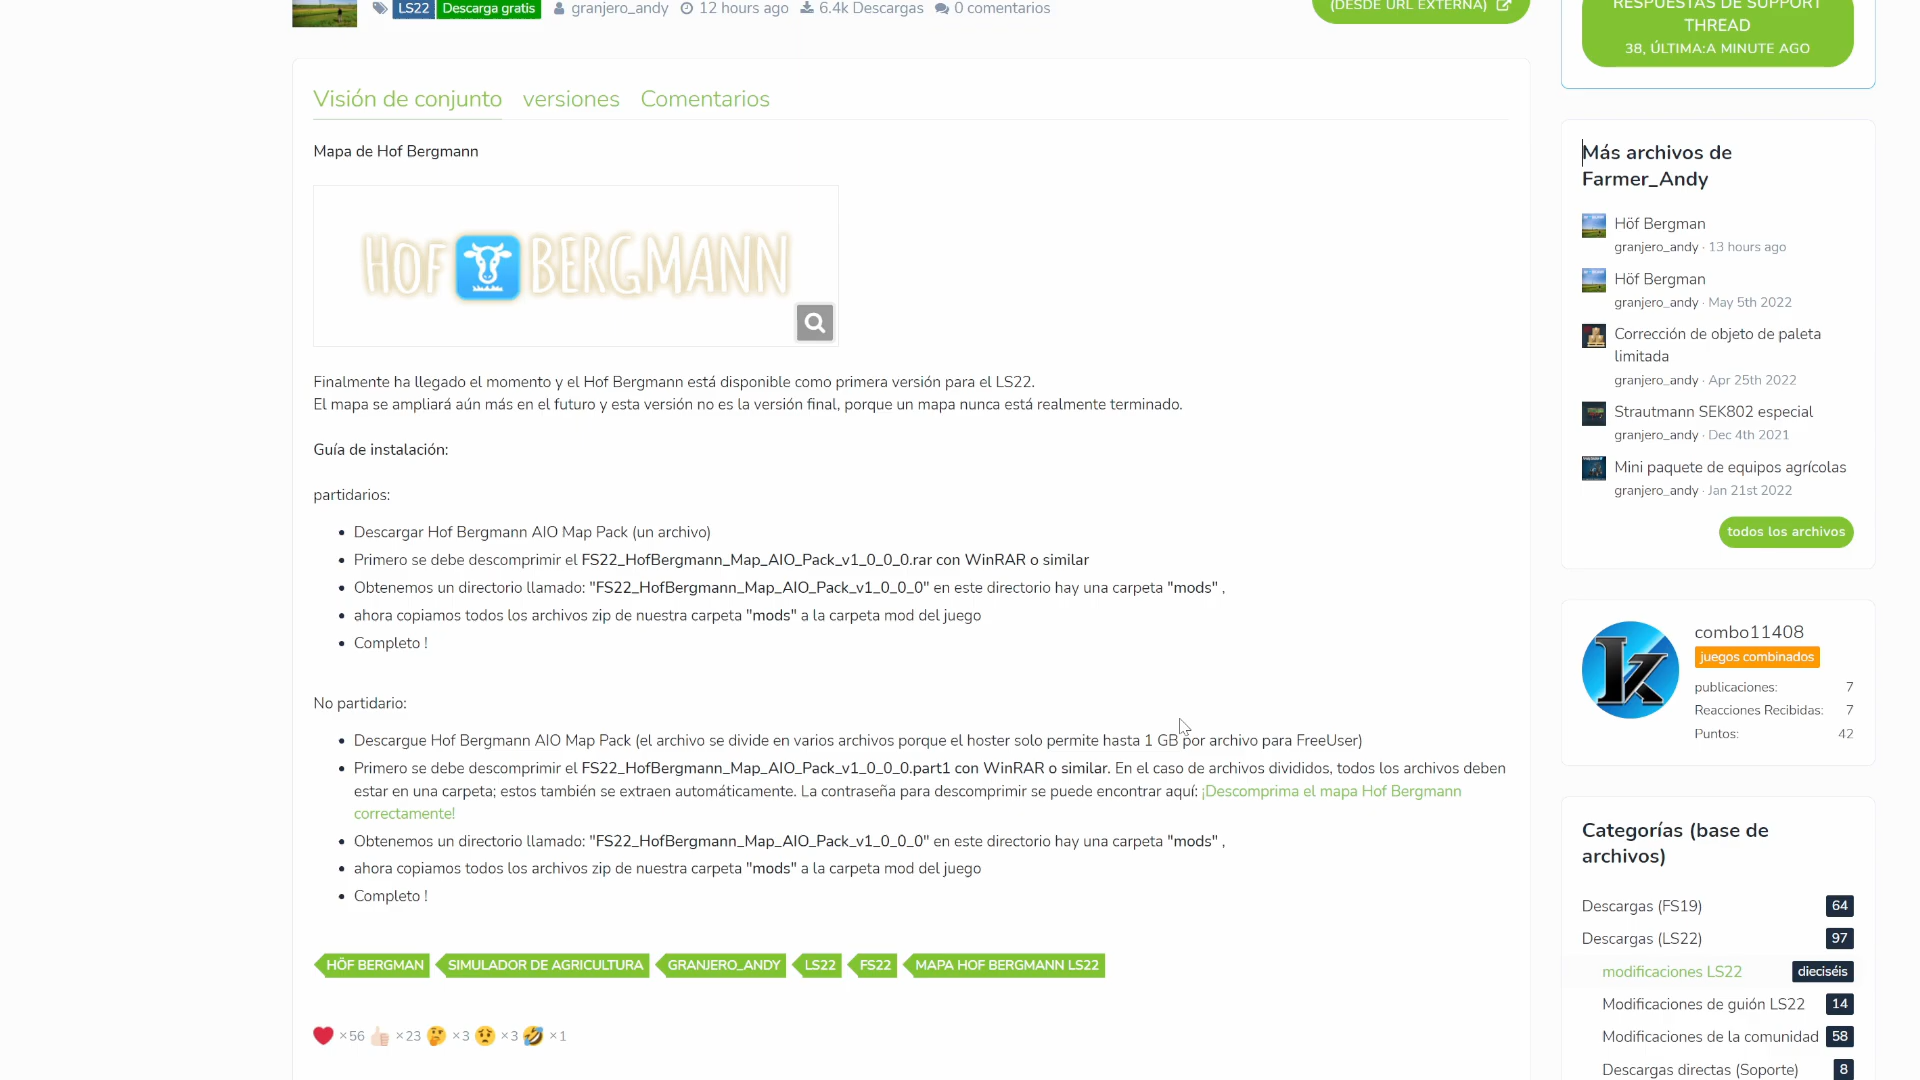 LS22 Descarga gratis granjero_andy 12 hours ago 6.4k Descargas 0 comentarios
(DESDE URL EXTERNA)
Visión de conjunto versiones Comentarios
Mapa de Hof Bergmann
HOF BERGMANN
Finalmente ha llegado el momento y el Hof Bergmann está disponible como primera versión para el LS22.
El mapa se ampliará aún más en el futuro y esta versión no es la versión final, porque un mapa nunca está realmente terminado.
Guía de instalación:
partidarios:
Descargar Hof Bergmann AIO Map Pack (un archivo)
Primero se debe descomprimir el FS22_HofBergmann_Map_AIO_Pack_v1_0_0_0.rar con WinRAR o similar
Obtenemos un directorio llamado: "FS22_HofBergmann_Map_AIO_Pack_v1_0_0_0" en este directorio hay una carpeta "mods" ,
ahora copiamos todos los archivos zip de nuestra carpeta "mods" a la carpeta mod del juego
Completo !
No partidario:
Descargue Hof Bergmann AIO Map Pack (el archivo se divide en varios archivos porque el hoster solo permite hasta 1 GB por archivo para FreeUser)
Primero se debe descomprimir el FS22_HofBergmann_Map_AIO_Pack_v1_0_0_0.part1 con WinRAR o similar. En el caso de archivos divididos, todos los archivos deben
estar en una carpeta; estos también se extraen automáticamente. La contraseña para descomprimir se puede encontrar aquí: ¡Descomprima el mapa Hof Bergmann
correctamente!
Obtenemos un directorio llamado: "FS22_HofBergmann_Map_AIO_Pack_v1_0_0_0" en este directorio hay una carpeta "mods" ,
ahora copiamos todos los archivos zip de nuestra carpeta "mods" a la carpeta mod del juego
Completo !
HÖF BERGMAN SIMULADOR DE AGRICULTURA GRANJERO_ANDY LS22 FS22 MAPA HOF BERGMANN LS22
×56 ×23 ×3 ×3 ×1
RESPUESTAS DE SUPPORT
THREAD
38, ÚLTIMA:A MINUTE AGO
Más archivos de
Farmer_Andy
Höf Bergman
granjero_andy · 13 hours ago
Höf Bergman
granjero_andy · May 5th 2022
Corrección de objeto de paleta
limitada
granjero_andy · Apr 25th 2022
Strautmann SEK802 especial
granjero_andy · Dec 4th 2021
Mini paquete de equipos agrícolas
granjero_andy · Jan 21st 2022
todos los archivos
k
combo11408
juegos combinados
publicaciones: 7
Reacciones Recibidas: 7
Puntos: 42
Categorías (base de
archivos)
Descargas (FS19) 64
Descargas (LS22) 97
modificaciones LS22 dieciséis
Modificaciones de guión LS22 14
Modificaciones de la comunidad 58
Descargas directas (Soporte) 8